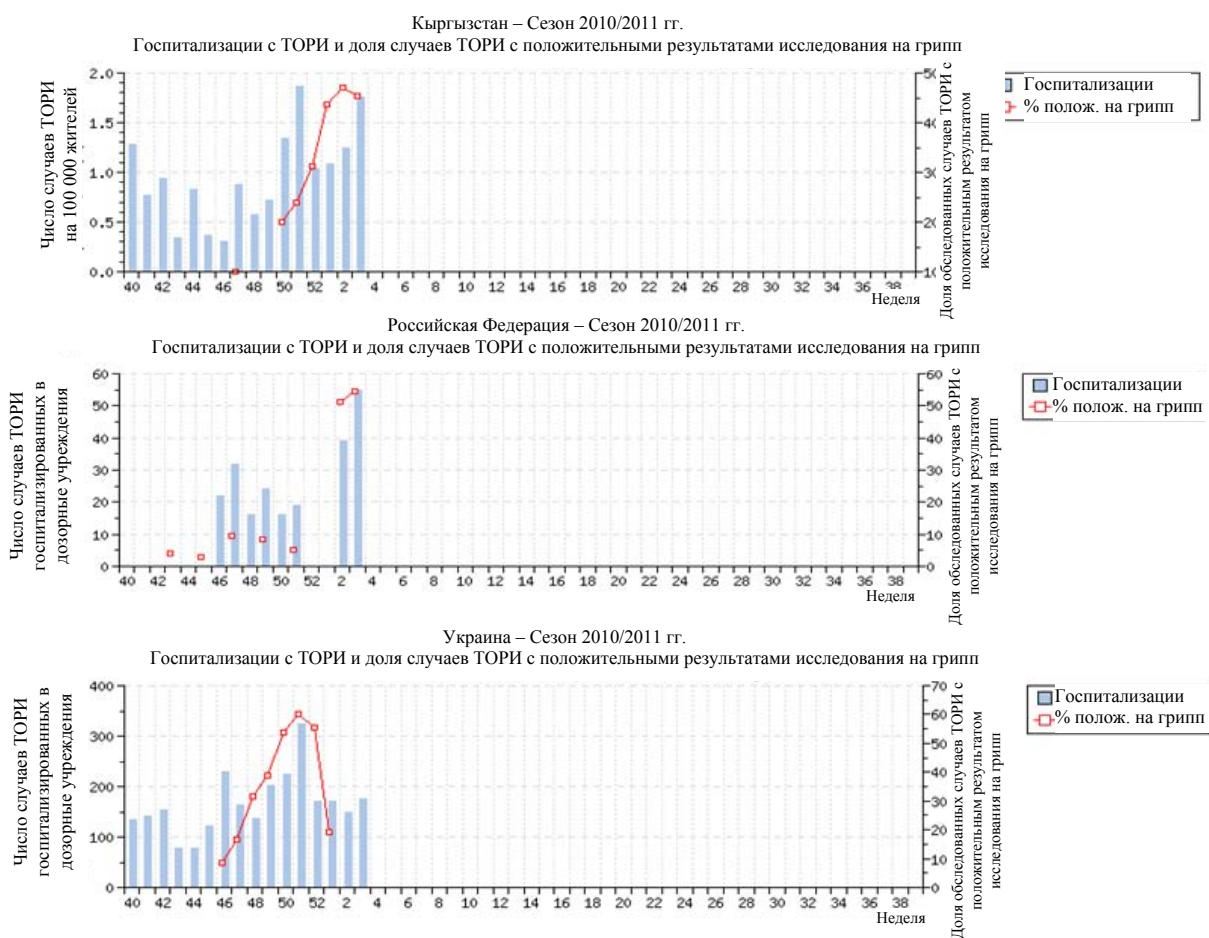 Кыргызстан – Сезон 2010/2011 гг.
Госпитализации с ТОРИ и доля случаев ТОРИ с положительными результатами исследования на грипп
Число случаев ТОРИ
на 100 000 жителей
2.0
1.5
1.0
0.5
0.0
50
40
30
20
10
Доля обследованных случаев ТОРИ с
положительным результатом
исследования на грипп
Госпитализации
% полож. на грипп
40 42 44 46 48 50 52 2 4 6 8 10 12 14 16 18 20 22 24 26 28 30 32 34 36 38
Неделя
Российская Федерация – Сезон 2010/2011 гг.
Госпитализации с ТОРИ и доля случаев ТОРИ с положительными результатами исследования на грипп
Число случаев ТОРИ
госпитализированных в
дозорные учреждения
60
50
40
30
20
10
0
60
50
40
30
20
10
0
Доля обследованных случаев ТОРИ с
положительным результатом
исследования на грипп
Госпитализации
% полож. на грипп
40 42 44 46 48 50 52 2 4 6 8 10 12 14 16 18 20 22 24 26 28 30 32 34 36 38
Неделя
Украина – Сезон 2010/2011 гг.
Госпитализации с ТОРИ и доля случаев ТОРИ с положительными результатами исследования на грипп
Число случаев ТОРИ
госпитализированных в
дозорные учреждения
400
300
200
100
0
70
60
50
40
30
20
10
0
Доля обследованных случаев ТОРИ с
положительным результатом
исследования на грипп
Госпитализации
% полож. на грипп
40 42 44 46 48 50 52 2 4 6 8 10 12 14 16 18 20 22 24 26 28 30 32 34 36 38
Неделя